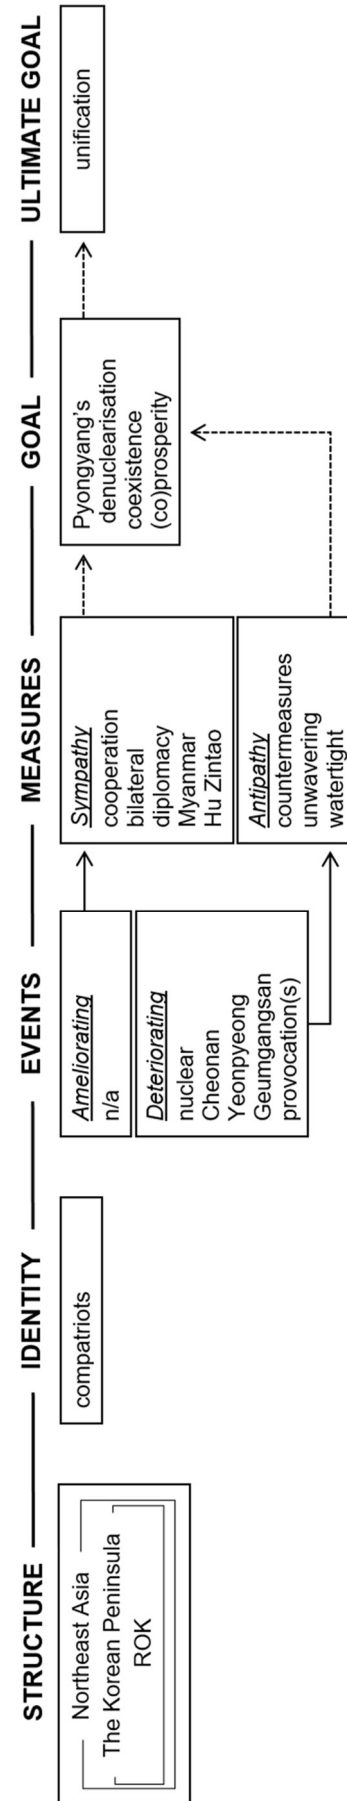 STRUCTURE IDENTITY EVENTS MEASURES GOAL ULTIMATE GOAL
Northeast Asia
The Korean Peninsula
ROK
compatriots
Ameliorating
n/a
Deteriorating
nuclear
Cheonan
Yeonpyeong
Geumgangsan
provocation(s)
Sympathy
cooperation
bilateral
diplomacy
Myanmar
Hu Zintao
Antipathy
countermeasures
unwavering
watertight
Pyongyang's
denuclearisation
coexistence
(co)prosperity
unification